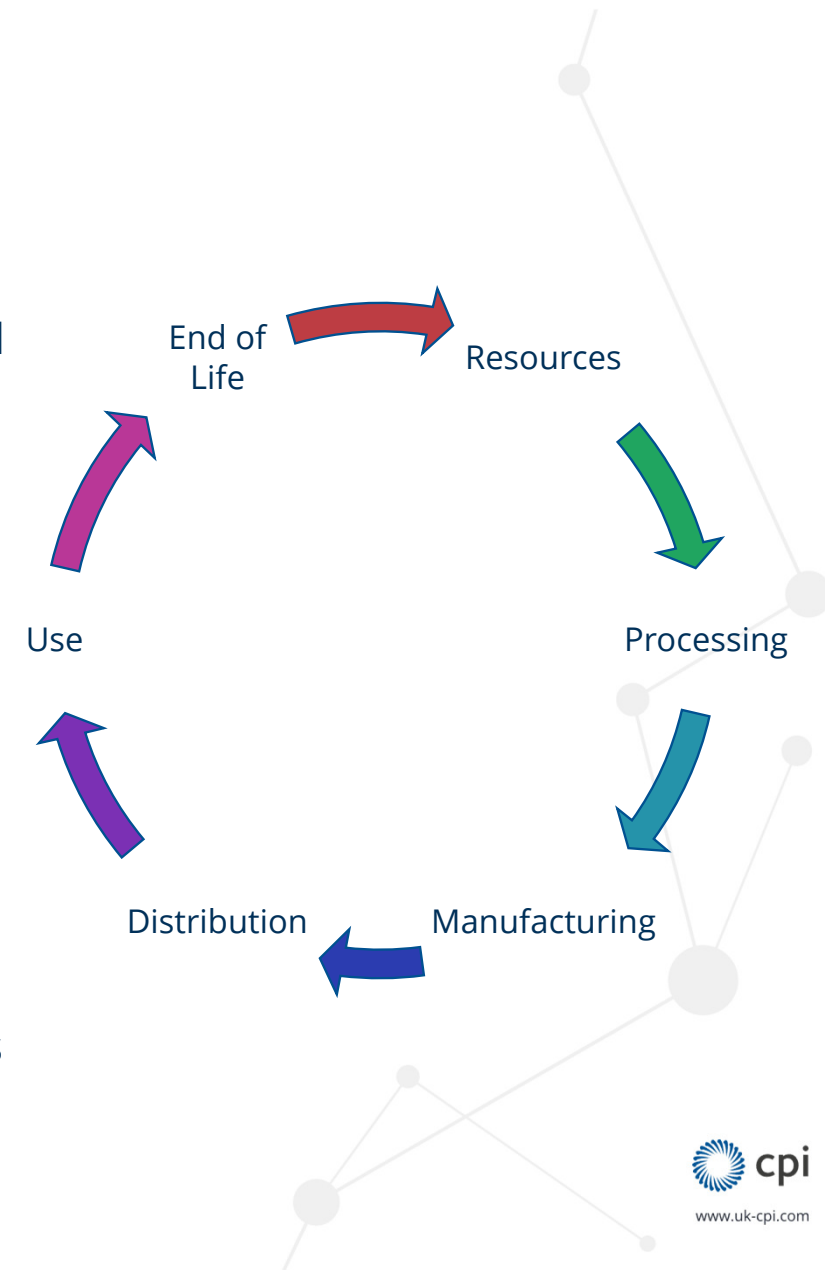 End of
Life
Resources
Use
Processing
Distribution
Manufacturing
cpi
www.uk-cpi.com